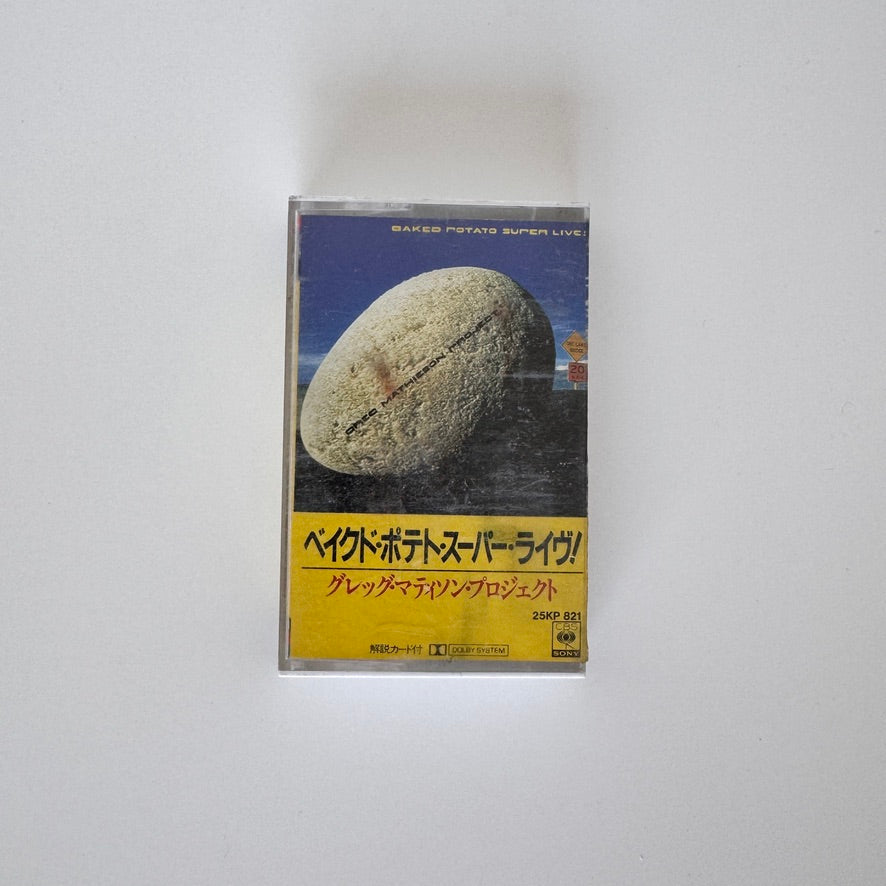 BAKED POTATO SUPER LIVE!
GREG MATHIESON PROJECT
20
ベイクド・ポテト・スーパー・ライヴ!
グレッグ・マティソン・プロジェクト
25KP 821
CBS
SONY
解説カード付
DOLBY SYSTEM